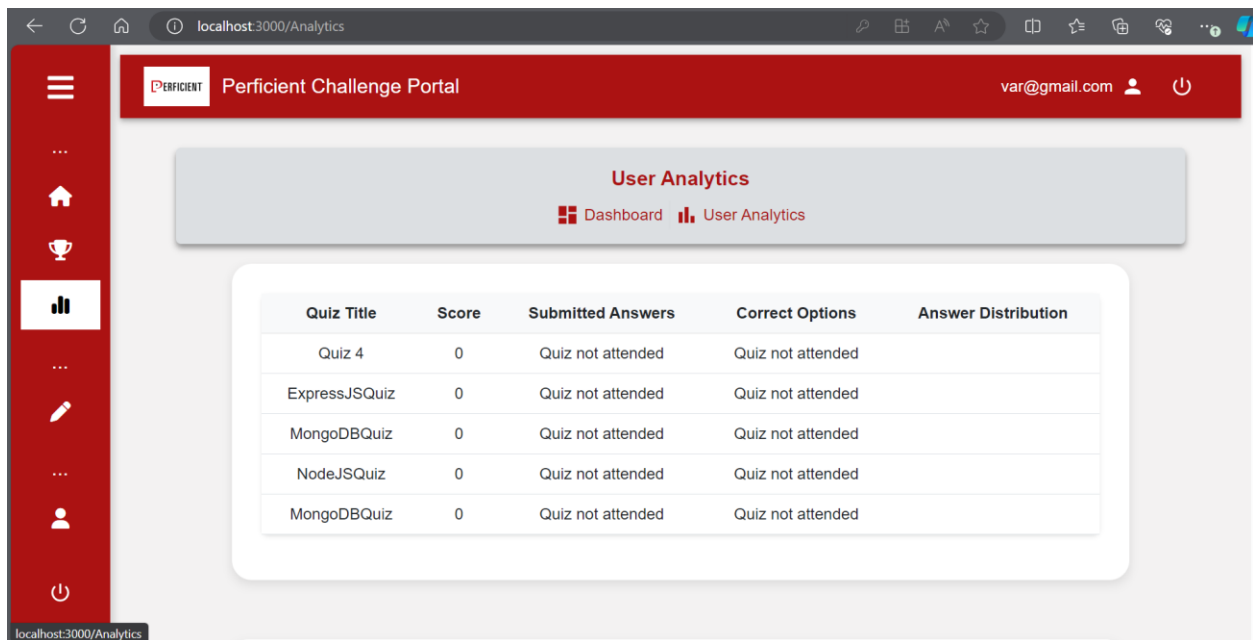 localhost:3000/Analytics
PERFICIENT Perficient Challenge Portal var@gmail.com
...
User Analytics
Dashboard User Analytics
Quiz Title Score Submitted Answers Correct Options Answer Distribution
Quiz 4 0 Quiz not attended Quiz not attended
ExpressJSQuiz 0 Quiz not attended Quiz not attended
MongoDBQuiz 0 Quiz not attended Quiz not attended
NodeJSQuiz 0 Quiz not attended Quiz not attended
MongoDBQuiz 0 Quiz not attended Quiz not attended
...
...
localhost:3000/Analytics